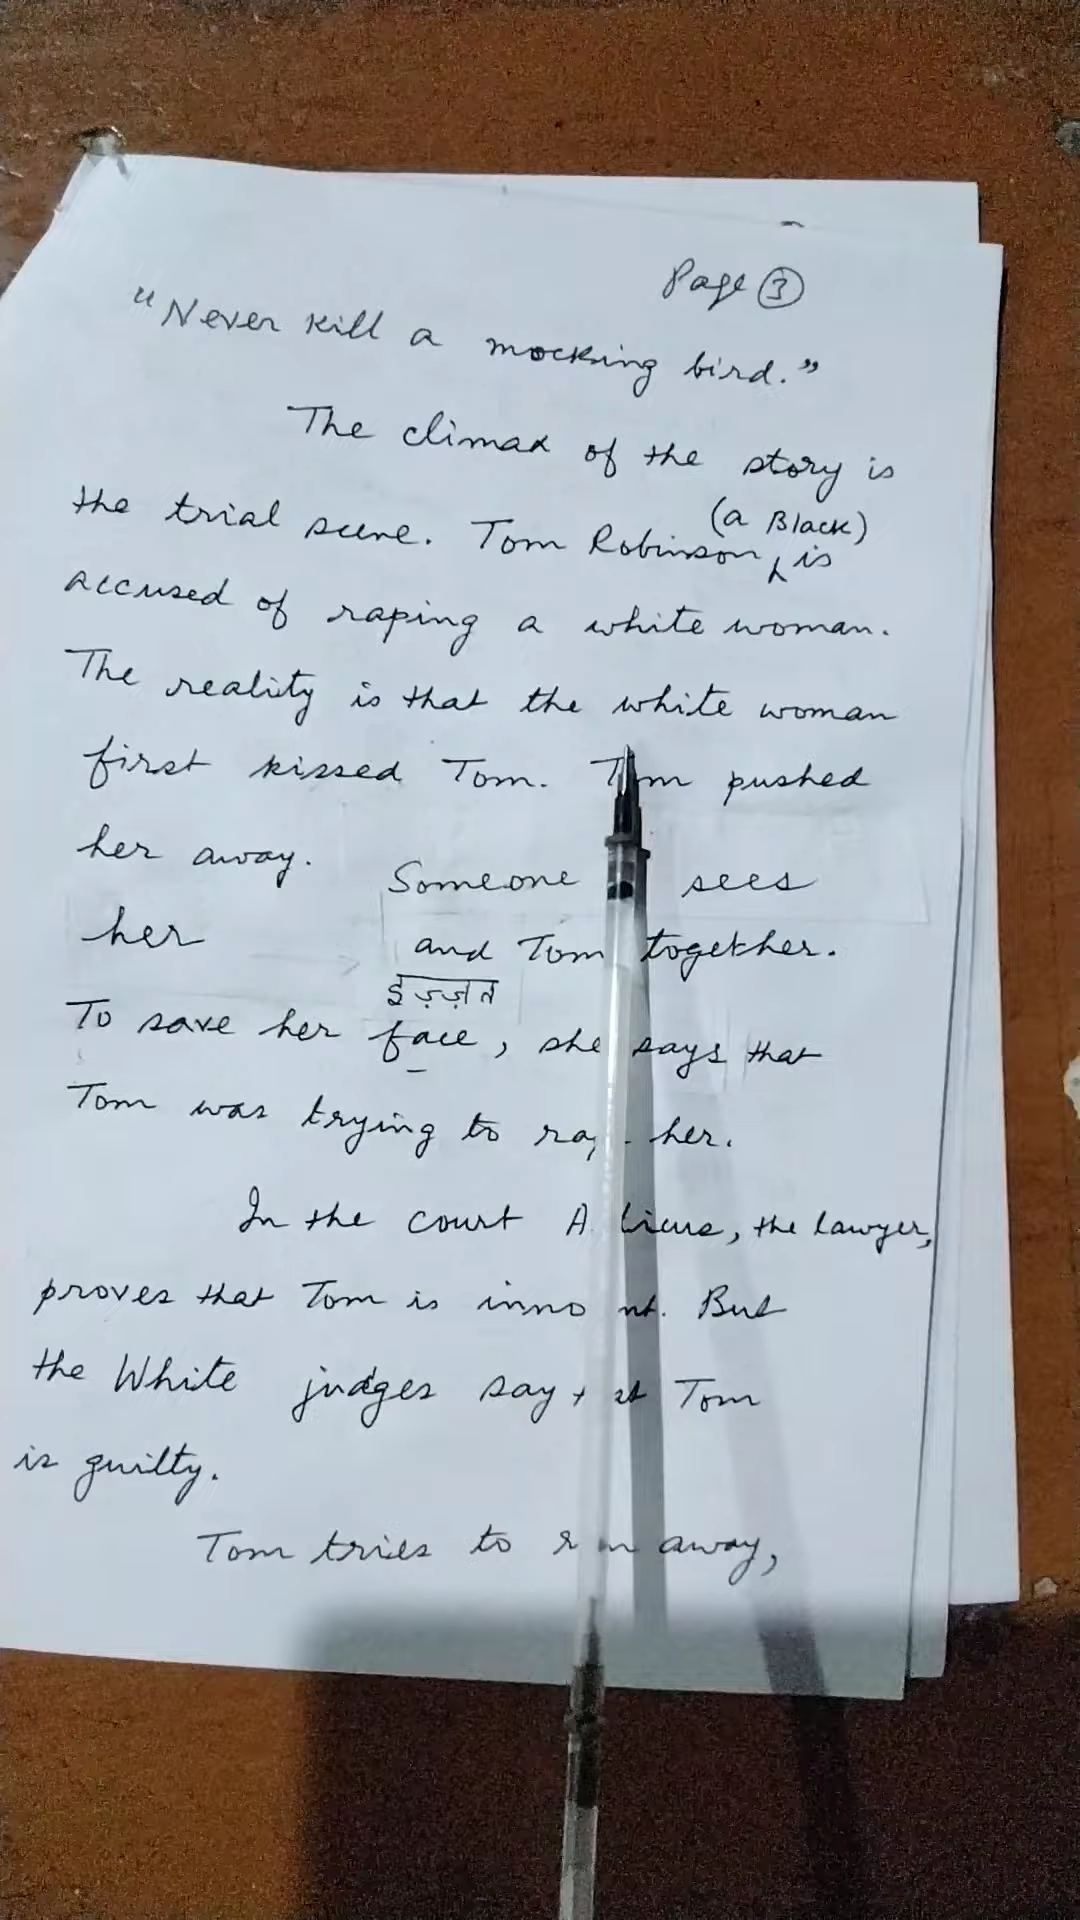 Page 3
"Never kill a mocking bird."
The climax of the story is
the trial scene. Tom Robinson (a Black) is
accused of raping a white woman.
The reality is that the white woman
first kissed Tom. Tom pushed
her away. Someone sees
her and Tom together.
इज़्ज़त
To save her face, she says that
Tom was trying to her.
In the court the lawyer,
proves that Tom is But
the White judges say Tom
is guilty.
Tom tries to run away,